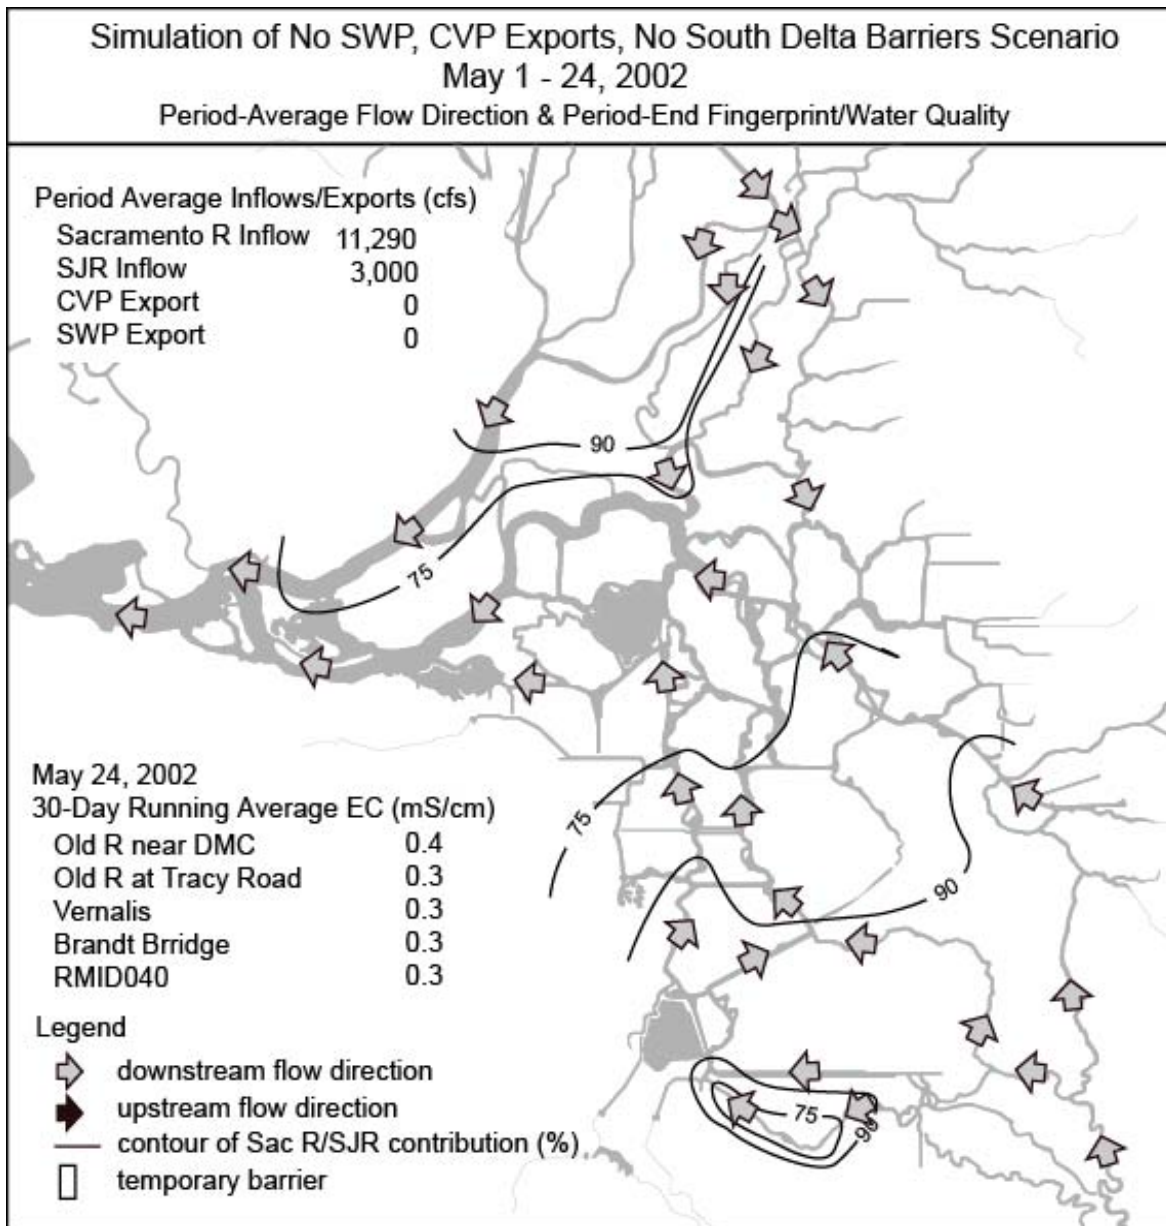 Simulation of No SWP, CVP Exports, No South Delta Barriers Scenario
May 1 - 24, 2002
Period-Average Flow Direction & Period-End Fingerprint/Water Quality
Period Average Inflows/Exports (cfs)
Sacramento R Inflow 11,290
SJR Inflow 3,000
CVP Export 0
SWP Export 0
90
75
75
90
May 24, 2002
30-Day Running Average EC (mS/cm)
Old R near DMC 0.4
Old R at Tracy Road 0.3
Vernalis 0.3
Brandt Brridge 0.3
RMID040 0.3
75
90
Legend
downstream flow direction
upstream flow direction
contour of Sac R/SJR contribution (%)
temporary barrier